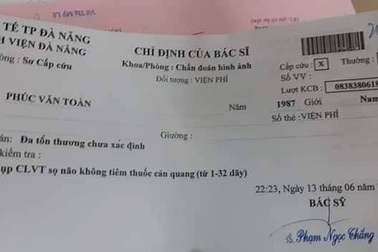 TẾ TP ĐÀ NẴNG
VIỆN ĐÀ NẴNG
CHỈ ĐỊNH CỦA BÁC SĨ
: Sơ Cấp cứu
Khoa/Phòng : Chẩn đoán hình ảnh
Đối tượng : VIỆN PHÍ
Cấp cứu : X Thường :
Số VV :
Lượt KCB :
PHÚC VĂN TOÀN
Năm 1987 Giới Nam
Số thẻ : VIỆN PHÍ
Giường :
án: Đa tổn thương chưa xác định
kiểm tra :
ụp CLVT sọ não không tiêm thuốc cản quang (từ 1-32 dãy)
22:23, Ngày 13 tháng 06 năm
BÁC SỸ
Phạm Ngọc Thắng